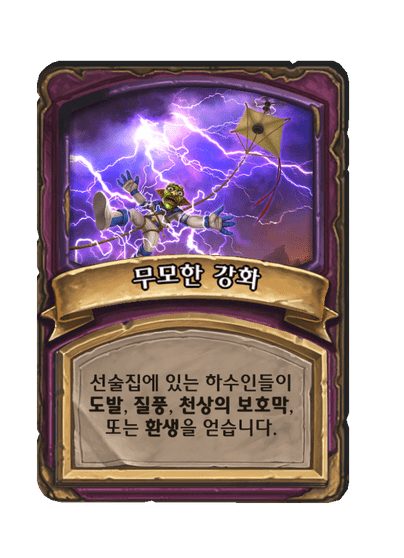 무모한 강화
선술집에 있는 하수인들이
도발, 질풍, 천상의 보호막,
또는 환생을 얻습니다.